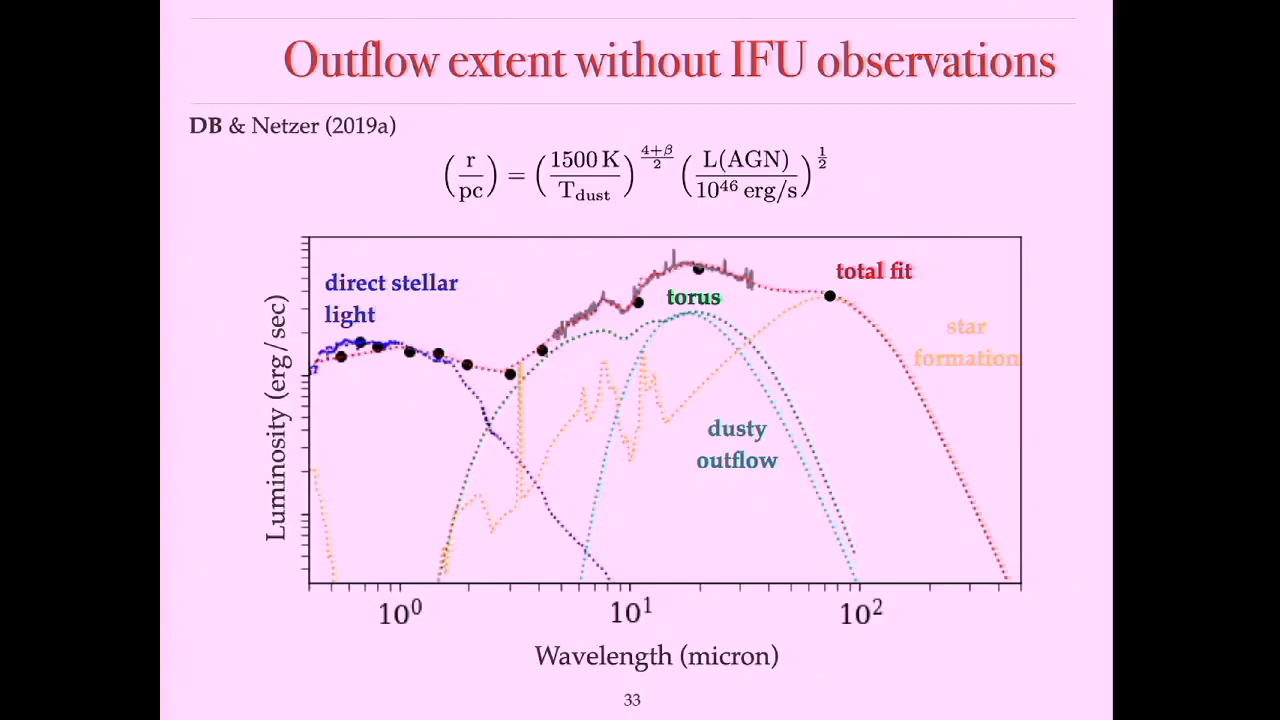 Outflow extent without IFU observations
DB & Netzer (2019a)
(r/pc) = (1500 K/T_dust)^((4+β)/2) (L(AGN)/10^46 erg/s)^(1/2)
direct stellar
light
torus
total fit
star
formation
dusty
outflow
Luminosity (erg/sec)
10^0
10^1
10^2
Wavelength (micron)
33